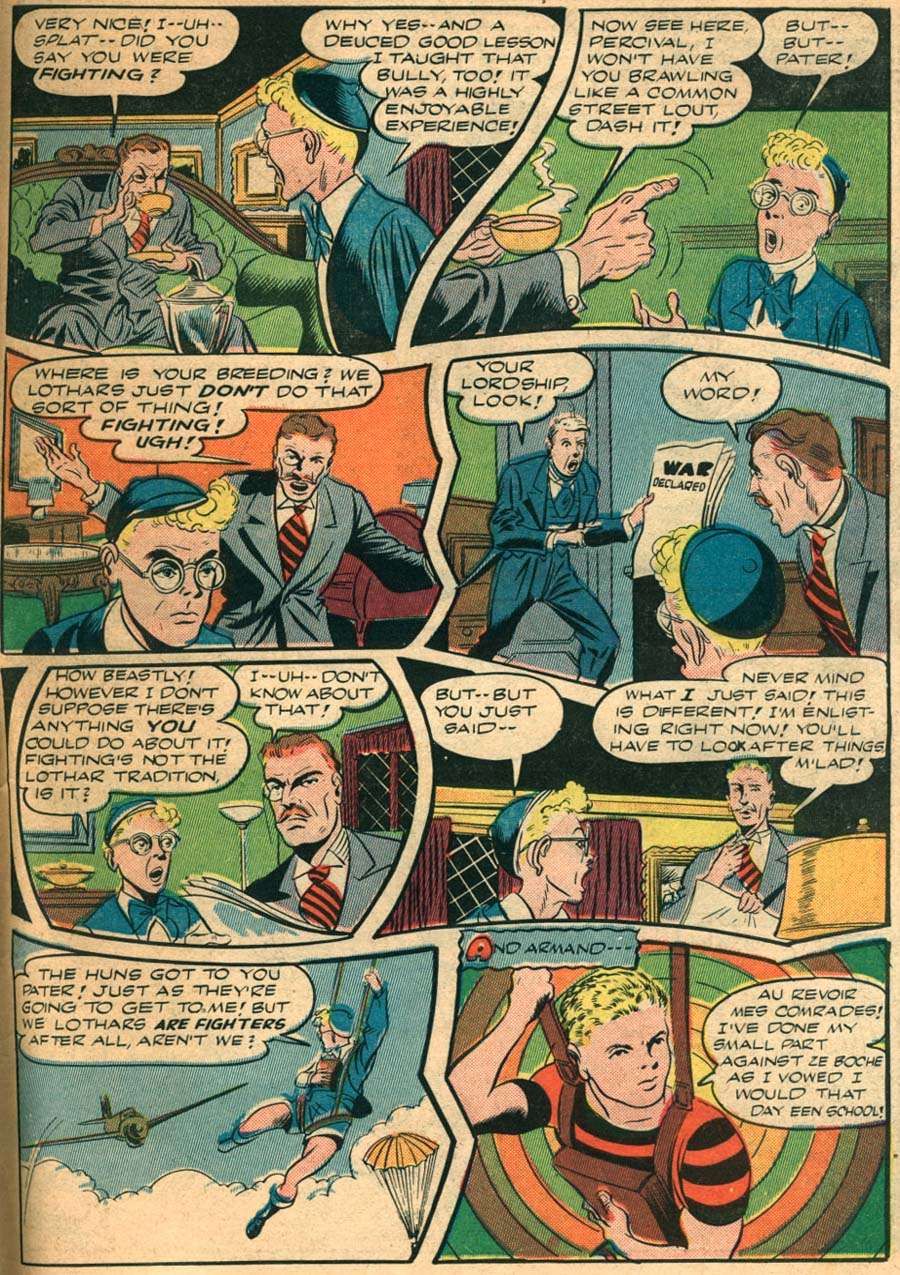 VERY NICE! I--UH--
SPLAT-- DID YOU
SAY YOU WERE
FIGHTING?
WHY YES--AND A
DEUCED GOOD LESSON
I TAUGHT THAT
BULLY, TOO! IT
WAS A HIGHLY
ENJOYABLE
EXPERIENCE!
NOW SEE HERE,
PERCIVAL, I
WON'T HAVE
YOU BRAWLING
LIKE A COMMON
STREET LOUT,
DASH IT!
BUT--
BUT--
PATER!
WHERE IS YOUR BREEDING? WE
LOTHARS JUST DON'T DO THAT
SORT OF THING!
FIGHTING!
UGH!
YOUR
LORDSHIP,
LOOK!
MY
WORD!
WAR
DECLARED
HOW BEASTLY!
HOWEVER I DON'T
SUPPOSE THERE'S
ANYTHING YOU
COULD DO ABOUT IT!
FIGHTING'S NOT THE
LOTHAR TRADITION,
IS IT?
I--UH--DON'T
KNOW ABOUT
THAT!
BUT--BUT
YOU JUST
SAID--
NEVER MIND
WHAT I JUST SAID! THIS
IS DIFFERENT! I'M ENLIST-
ING RIGHT NOW! YOU'LL
HAVE TO LOOK AFTER THINGS,
M'LAD!
THE HUNS GOT TO YOU
PATER! JUST AS THEY'RE
GOING TO GET TO ME! BUT
WE LOTHARS ARE FIGHTERS
AFTER ALL, AREN'T WE?
AND ARMAND---
AU REVOIR
MES COMRADES!
I'VE DONE MY
SMALL PART
AGAINST ZE BOCHE
AS I VOWED I
WOULD THAT
DAY EEN SCHOOL!